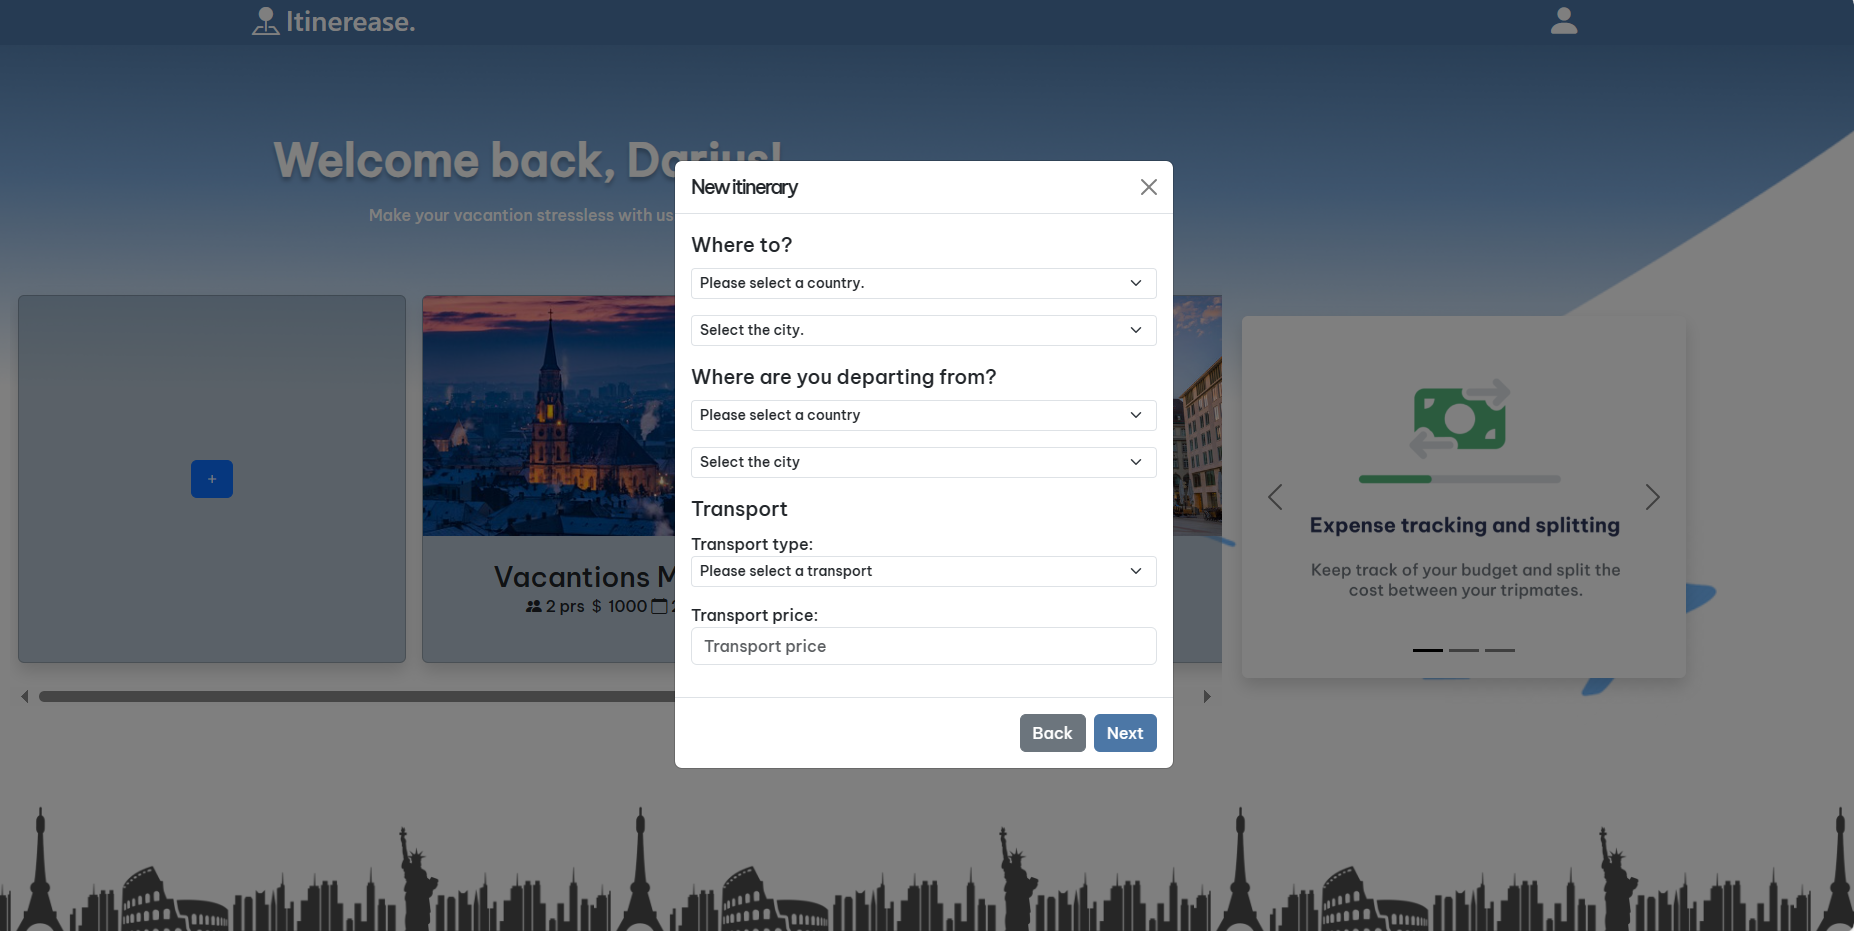 Itinerease.
Welcome back, Darius!
Make your vacantion stressless with us
New itinerary
Where to?
Please select a country.
Select the city.
Where are you departing from?
Please select a country
Select the city
Transport
Transport type:
Please select a transport
Transport price:
Transport price
Back
Next
+
Vacantions
2 prs $ 1000
Expense tracking and splitting
Keep track of your budget and split the
cost between your tripmates.